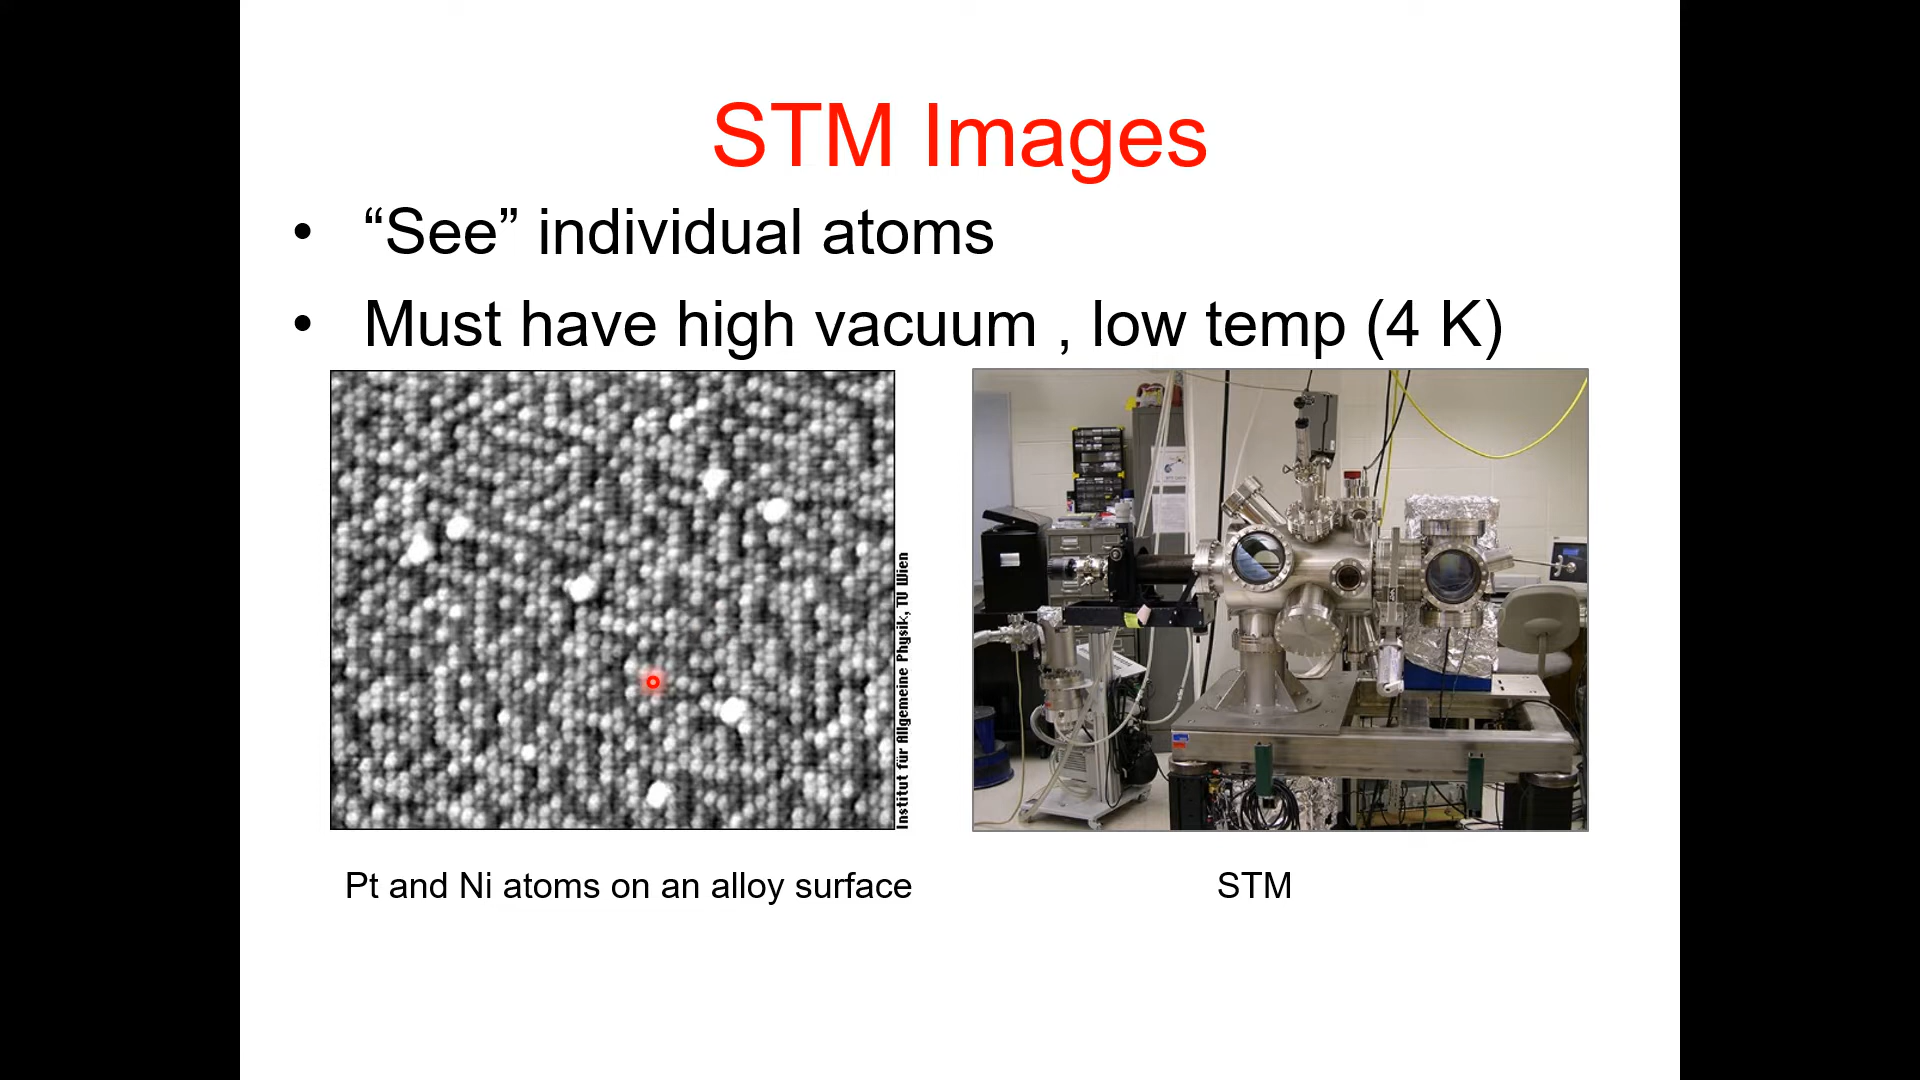 STM Images
• “See” individual atoms
• Must have high vacuum , low temp (4 K)
Institut für Allgemeine Physik, TU Wien
Pt and Ni atoms on an alloy surface
STM